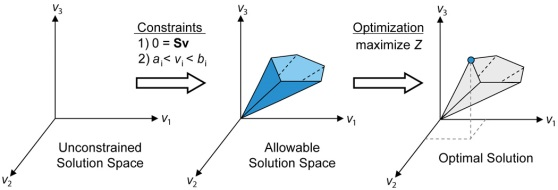 v3
v1
v2
Unconstrained
Solution Space
Constraints
1) 0 = Sv
2) ai < vi < bi
v3
v1
v2
Allowable
Solution Space
Optimization
maximize Z
v3
v1
v2
Optimal Solution